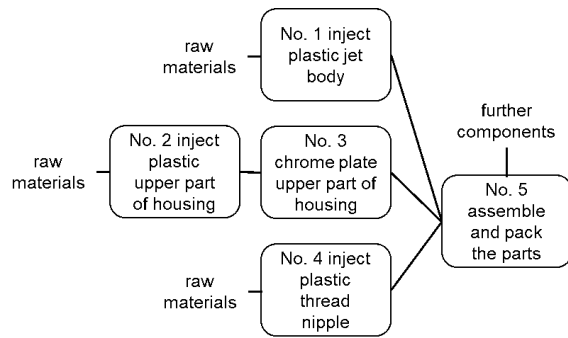 raw
materials
No. 1 inject
plastic jet
body
raw
materials
No. 2 inject
plastic
upper part
of housing
No. 3
chrome plate
upper part of
housing
further
components
No. 5
assemble
and pack
the parts
raw
materials
No. 4 inject
plastic
thread
nipple